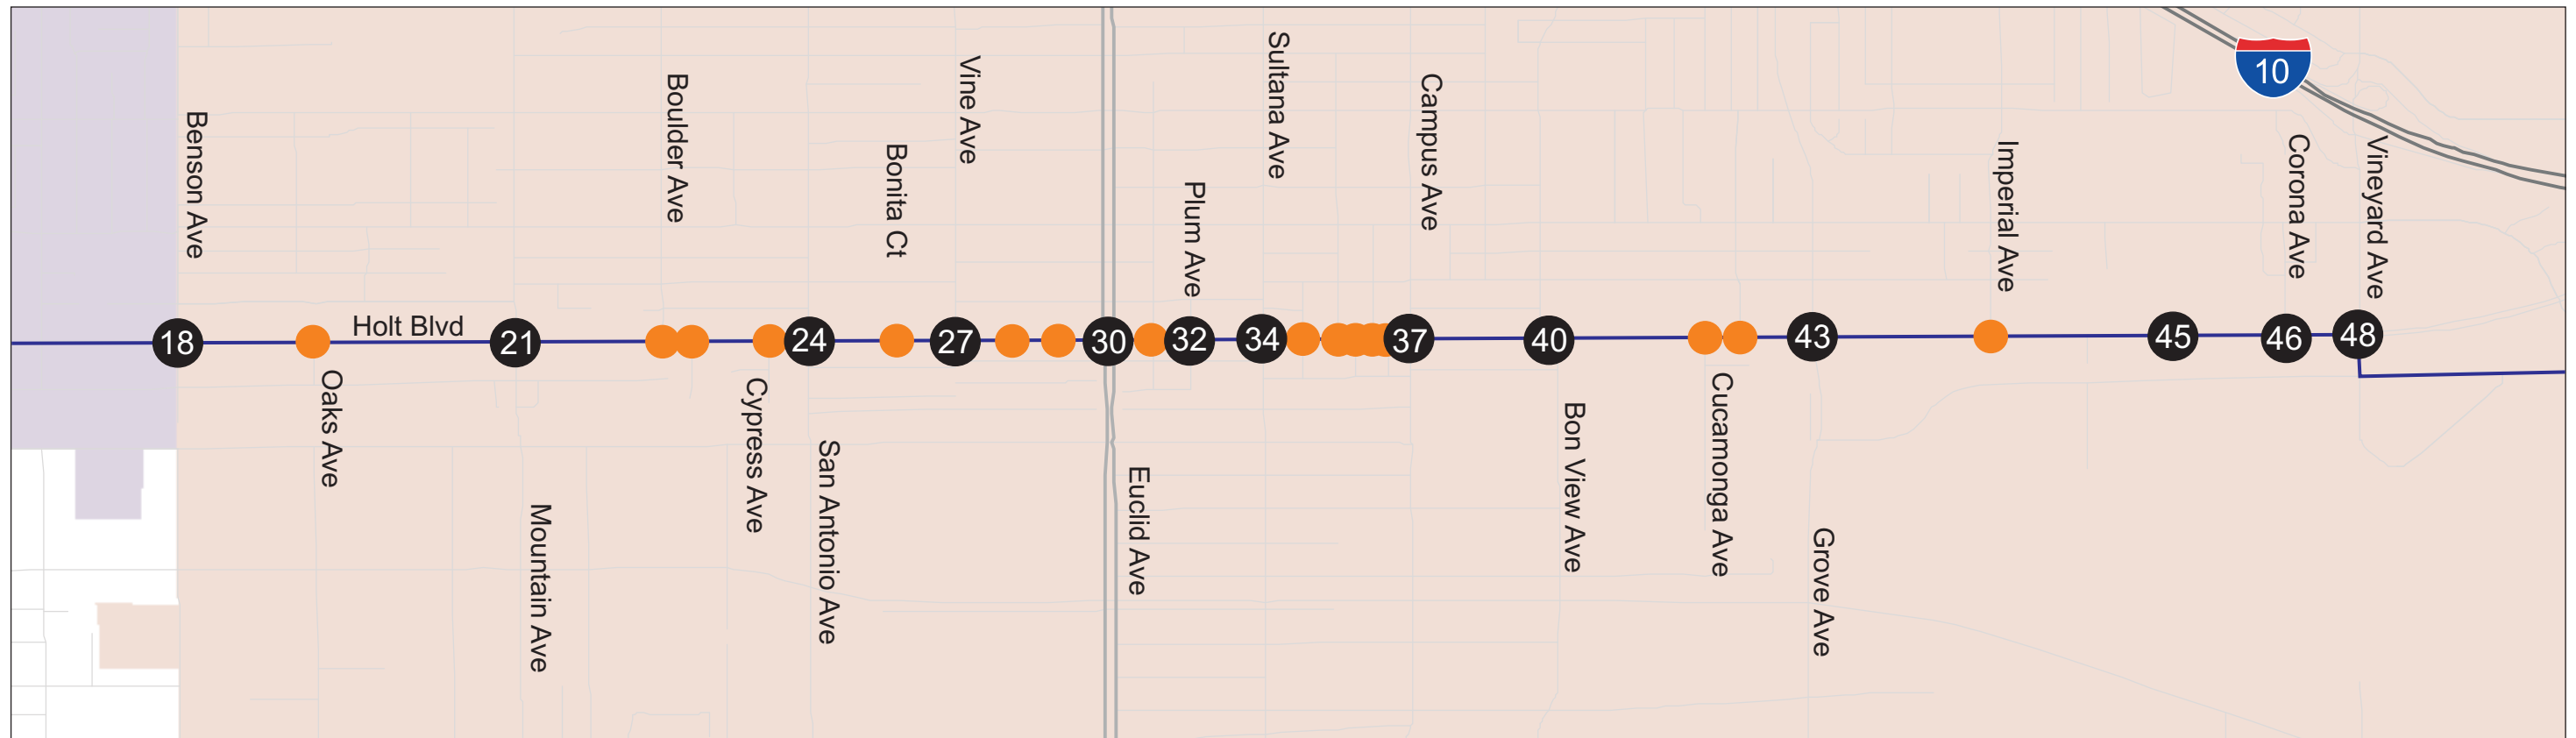 10
Benson Ave
Boulder Ave
Bonita Ct
Vine Ave
Plum Ave
Sultana Ave
Campus Ave
Imperial Ave
Corona Ave
Vineyard Ave
Holt Blvd
18
21
24
27
30
32
34
37
40
43
45
46
48
Oaks Ave
Mountain Ave
Cypress Ave
San Antonio Ave
Euclid Ave
Bon View Ave
Cucamonga Ave
Grove Ave